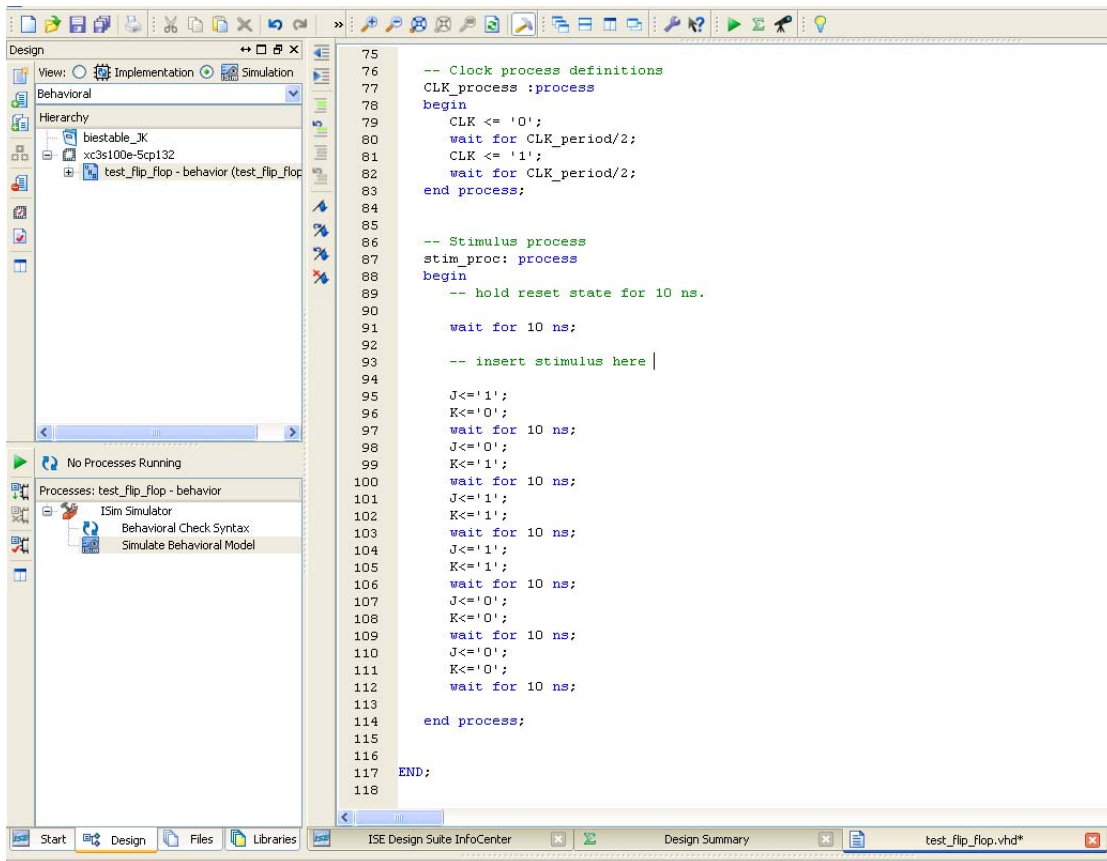 Design
View: Implementation Simulation
Behavioral
Hierarchy
biestable_JK
xc3s100e-5cp132
test_flip_flop - behavior (test_flip_flop
No Processes Running
Processes: test_flip_flop - behavior
ISim Simulator
Behavioral Check Syntax
Simulate Behavioral Model
75
76 -- Clock process definitions
77 CLK_process :process
78 begin
79 CLK <= '0';
80 wait for CLK_period/2;
81 CLK <= '1';
82 wait for CLK_period/2;
83 end process;
84
85
86 -- Stimulus process
87 stim_proc: process
88 begin
89 -- hold reset state for 10 ns.
90
91 wait for 10 ns;
92
93 -- insert stimulus here
94
95 J<='1';
96 K<='0';
97 wait for 10 ns;
98 J<='0';
99 K<='1';
100 wait for 10 ns;
101 J<='1';
102 K<='1';
103 wait for 10 ns;
104 J<='1';
105 K<='1';
106 wait for 10 ns;
107 J<='0';
108 K<='0';
109 wait for 10 ns;
110 J<='0';
111 K<='0';
112 wait for 10 ns;
113
114 end process;
115
116
117 END;
118
Start Design Files Libraries ISE Design Suite InfoCenter Design Summary test_flip_flop.vhd*